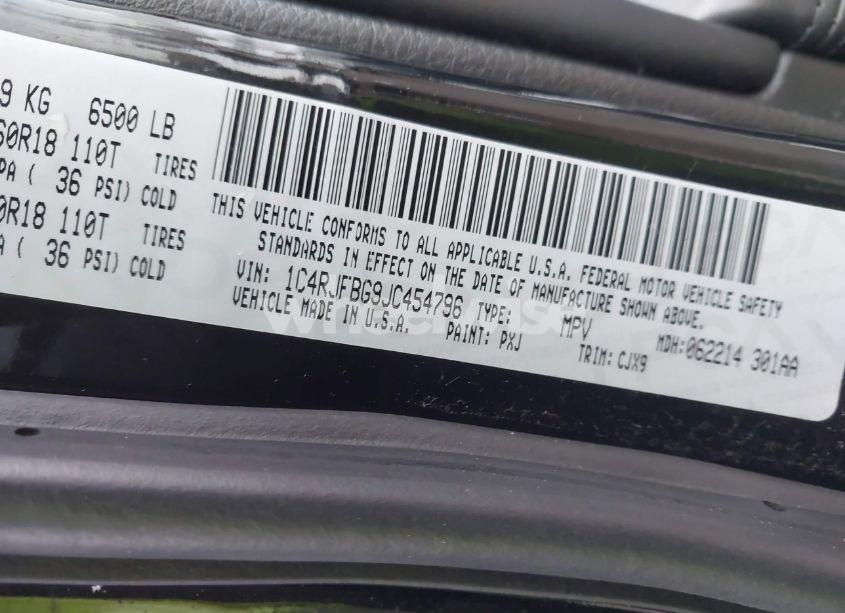 9 KG 6500 LB
60R18 110T TIRES
PA ( 36 PSI) COLD
0R18 110T TIRES
A ( 36 PSI) COLD
THIS VEHICLE CONFORMS TO ALL APPLICABLE U.S.A. FEDERAL MOTOR VEHICLE SAFETY
STANDARDS IN EFFECT ON THE DATE OF MANUFACTURE SHOWN ABOVE.
VIN: 1C4RJFBG9JC454796 TYPE: MPV
VEHICLE MADE IN U.S.A. PAINT: PXJ TRIM: CJX9 MDH: 062214 301AA